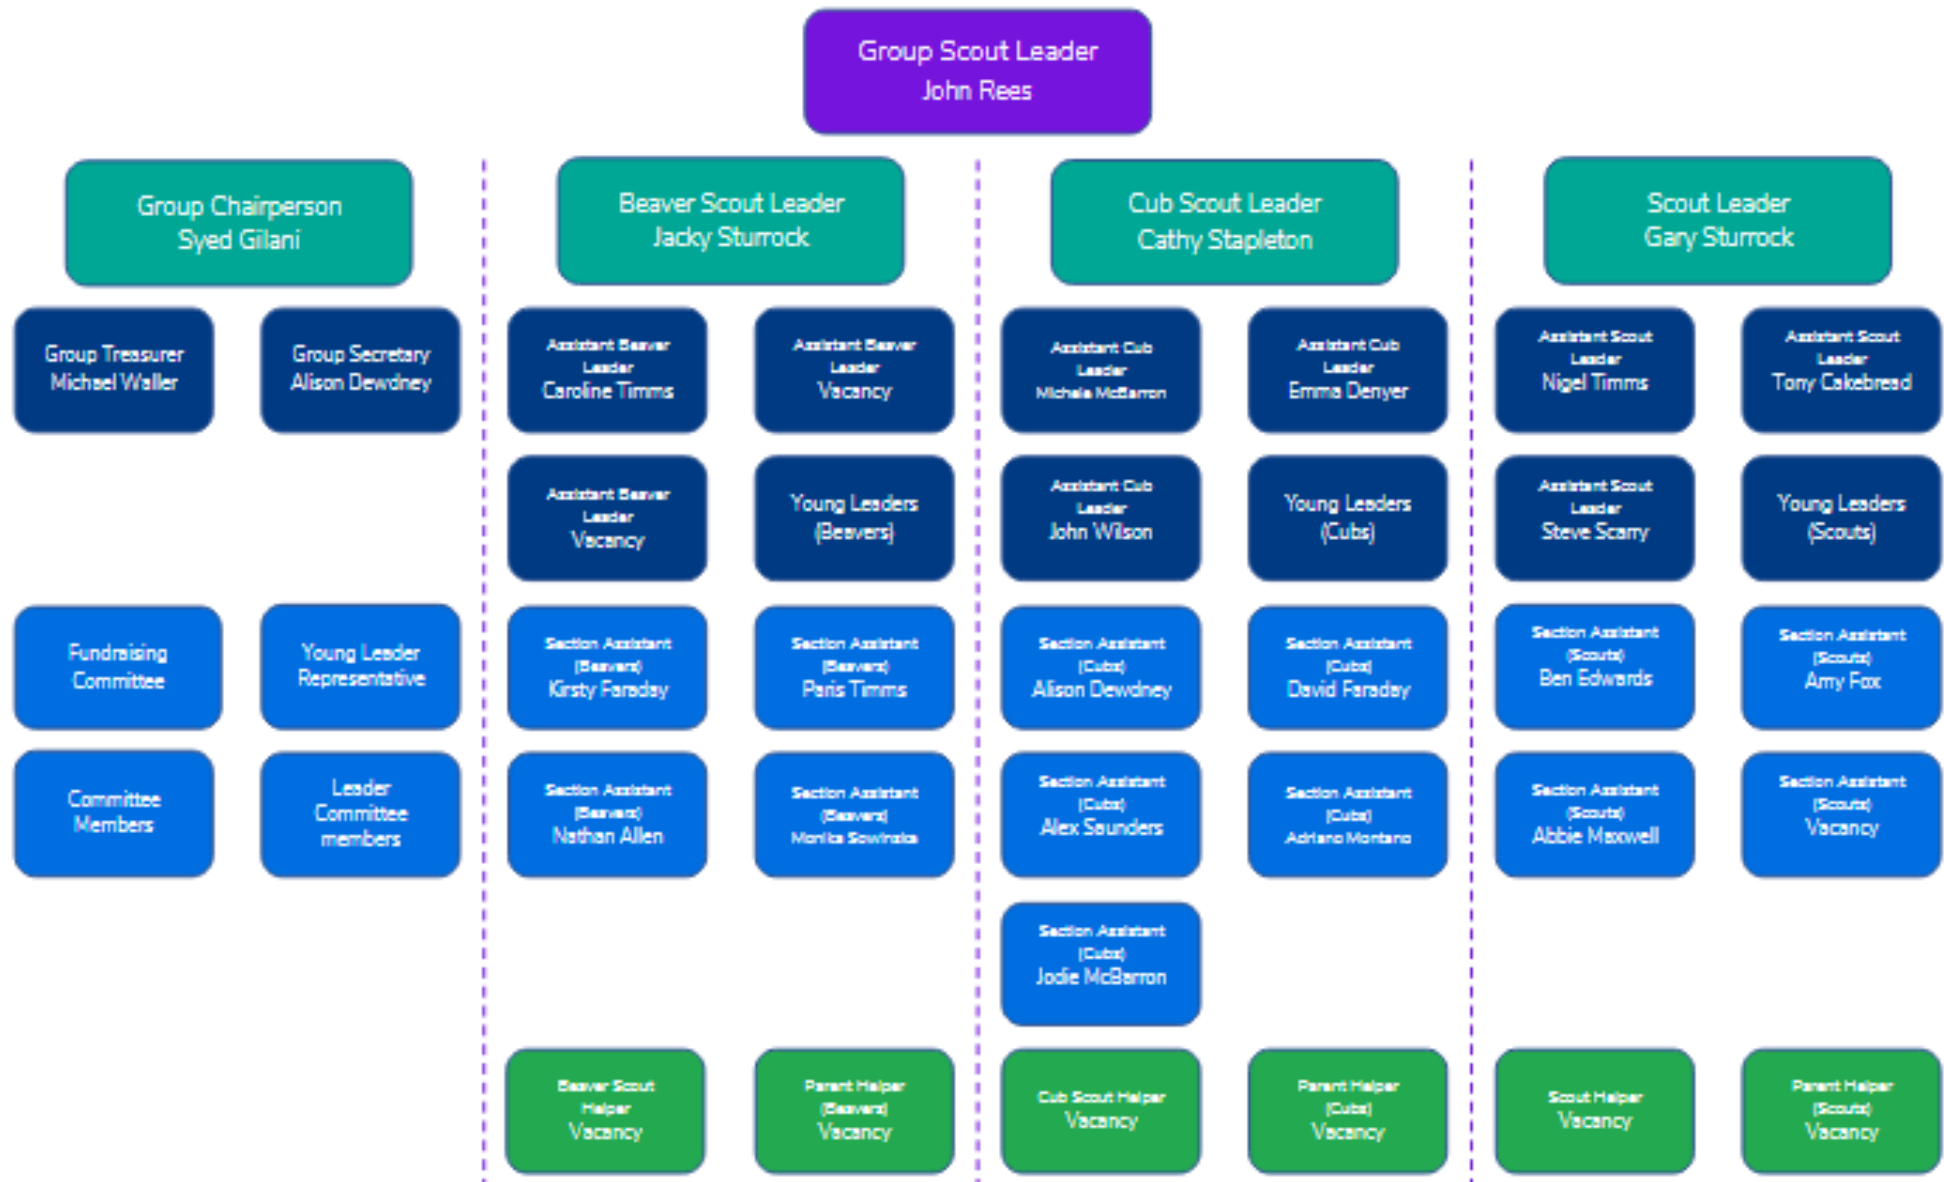 Group Scout Leader
John Rees
Group Chairperson
Syed Gilani
Beaver Scout Leader
Jacky Sturrock
Cub Scout Leader
Cathy Stapleton
Scout Leader
Gary Sturrock
Group Treasurer
Michael Waller
Group Secretary
Alison Dewdney
Assistant Beaver
Leader
Caroline Timms
Assistant Beaver
Leader
Vacancy
Assistant Cub
Leader
Michele McBarron
Assistant Cub
Leader
Emma Denyer
Assistant Scout
Leader
Nigel Timms
Assistant Scout
Leader
Tony Cakebread
Assistant Beaver
Leader
Vacancy
Young Leaders
(Beavers)
Assistant Cub
Leader
John Wilson
Young Leaders
(Cubs)
Assistant Scout
Leader
Steve Scarry
Young Leaders
(Scouts)
Fundraising
Committee
Young Leader
Representative
Section Assistant
(Beavers)
Kirsty Faraday
Section Assistant
(Beavers)
Paris Timms
Section Assistant
(Cubs)
Alison Dewdney
Section Assistant
(Cubs)
David Faraday
Section Assistant
(Scouts)
Ben Edwards
Section Assistant
(Scouts)
Amy Fox
Committee
Members
Leader
Committee
members
Section Assistant
(Beavers)
Nathan Allen
Section Assistant
(Beavers)
Monika Sowinska
Section Assistant
(Cubs)
Alex Saunders
Section Assistant
(Cubs)
Adriano Montano
Section Assistant
(Scouts)
Abbie Maxwell
Section Assistant
(Scouts)
Vacancy
Section Assistant
(Cubs)
Jodie McBarron
Beaver Scout
Helper
Vacancy
Parent Helper
(Beavers)
Vacancy
Cub Scout Helper
Vacancy
Parent Helper
(Cubs)
Vacancy
Scout Helper
Vacancy
Parent Helper
(Scouts)
Vacancy